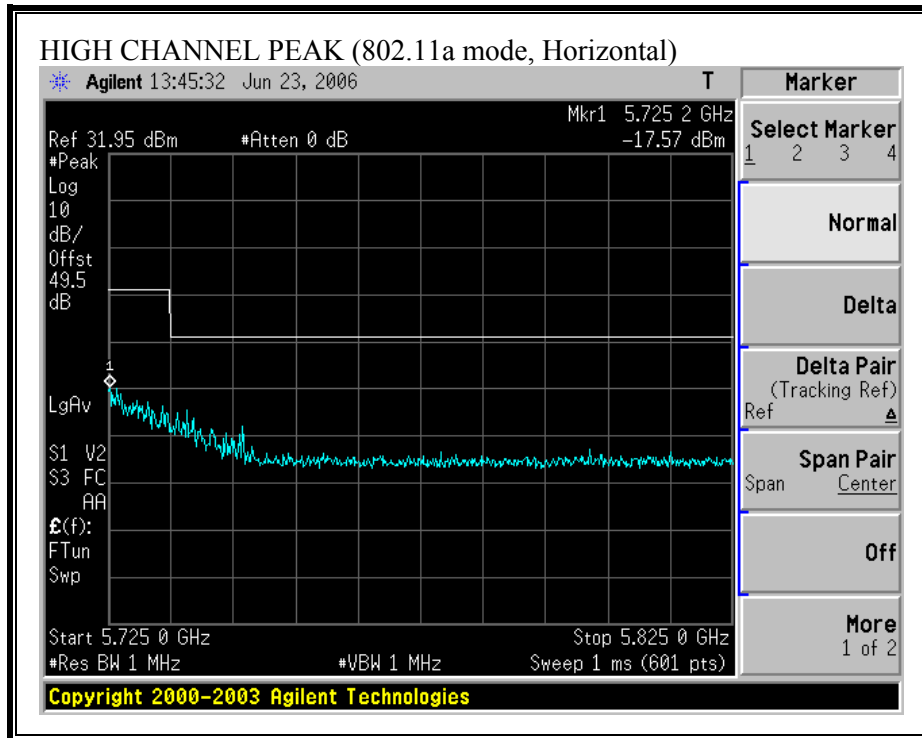 HIGH CHANNEL PEAK (802.11a mode, Horizontal)
Agilent 13:45:32 Jun 23, 2006 T
Mkr1 5.725 2 GHz
Ref 31.95 dBm #Atten 0 dB -17.57 dBm
#Peak
Log
10
dB/
Offst
49.5
dB
1
LgAv
S1 V2
S3 FC
AA
£(f):
FTun
Swp
Start 5.725 0 GHz Stop 5.825 0 GHz
#Res BW 1 MHz #VBW 1 MHz Sweep 1 ms (601 pts)
Marker
Select Marker
1 2 3 4
Normal
Delta
Delta Pair
(Tracking Ref)
Ref Δ
Span Pair
Span Center
Off
More
1 of 2
Copyright 2000-2003 Agilent Technologies